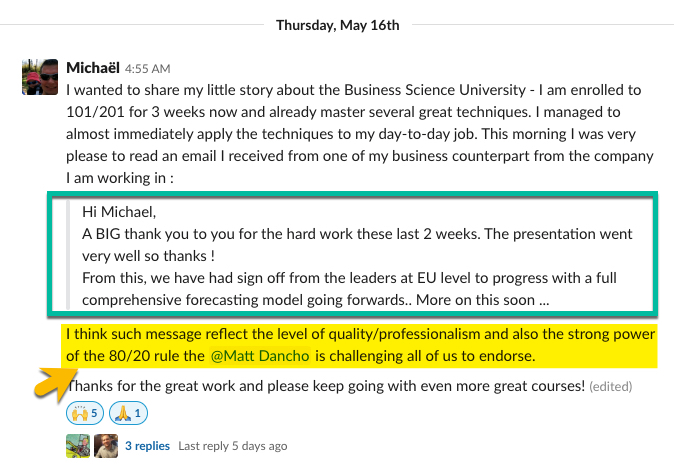 Thursday, May 16th
Michaël 4:55 AM
I wanted to share my little story about the Business Science University - I am enrolled to
101/201 for 3 weeks now and already master several great techniques. I managed to
almost immediately apply the techniques to my day-to-day job. This morning I was very
please to read an email I received from one of my business counterpart from the company
I am working in :
Hi Michael,
A BIG thank you to you for the hard work these last 2 weeks. The presentation went
very well so thanks !
From this, we have had sign off from the leaders at EU level to progress with a full
comprehensive forecasting model going forwards.. More on this soon ...
I think such message reflect the level of quality/professionalism and also the strong power
of the 80/20 rule the @Matt Dancho is challenging all of us to endorse.
Thanks for the great work and please keep going with even more great courses! (edited)
5 1
3 replies Last reply 5 days ago